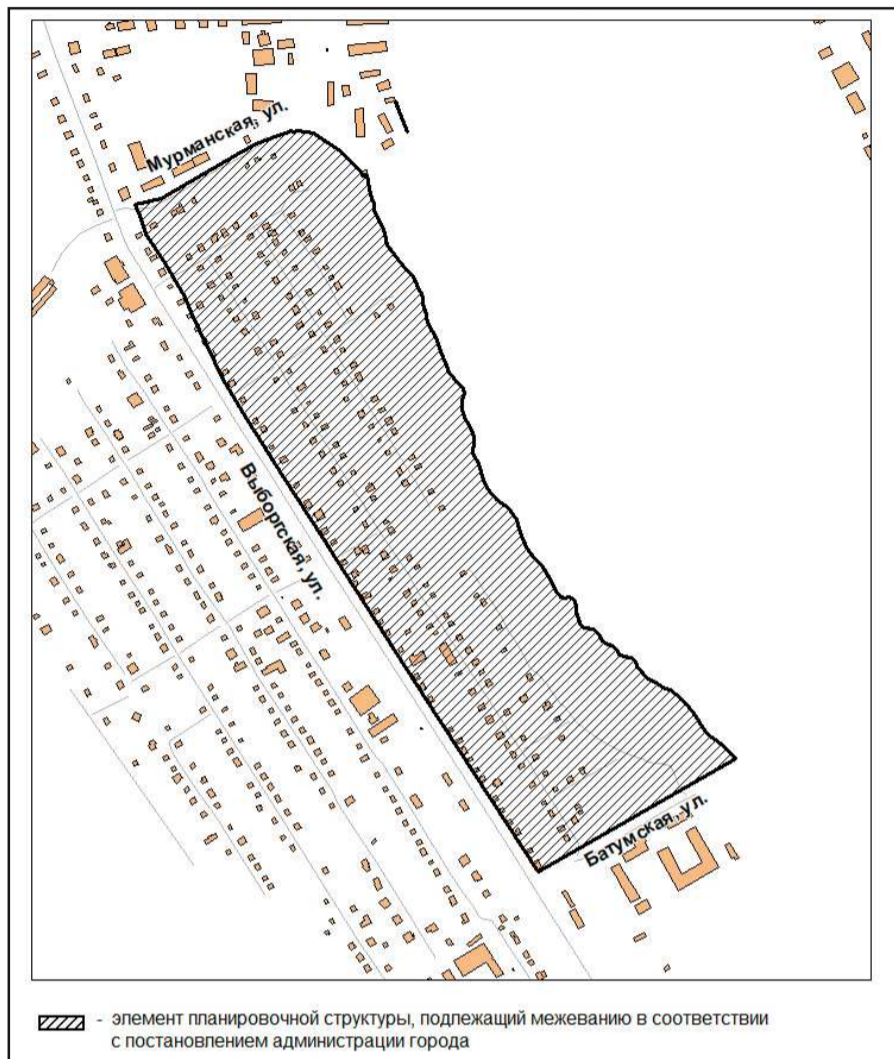 Мурманская, ул.
Выборгская, ул.
Батумская, ул.
- элемент планировочной структуры, подлежащий межеванию в соответствии
с постановлением администрации города